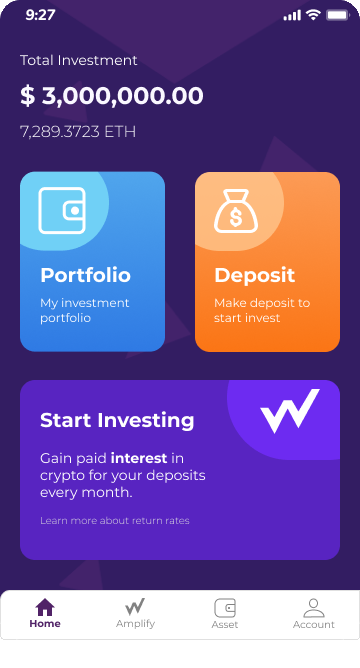 9:27
Total Investment
$ 3,000,000.00
7,289.3723 ETH
Portfolio
My investment
portfolio
Deposit
Make deposit to
start invest
Start Investing
Gain paid interest in
crypto for your deposits
every month.
Learn more about return rates
Home
Amplify
Asset
Account